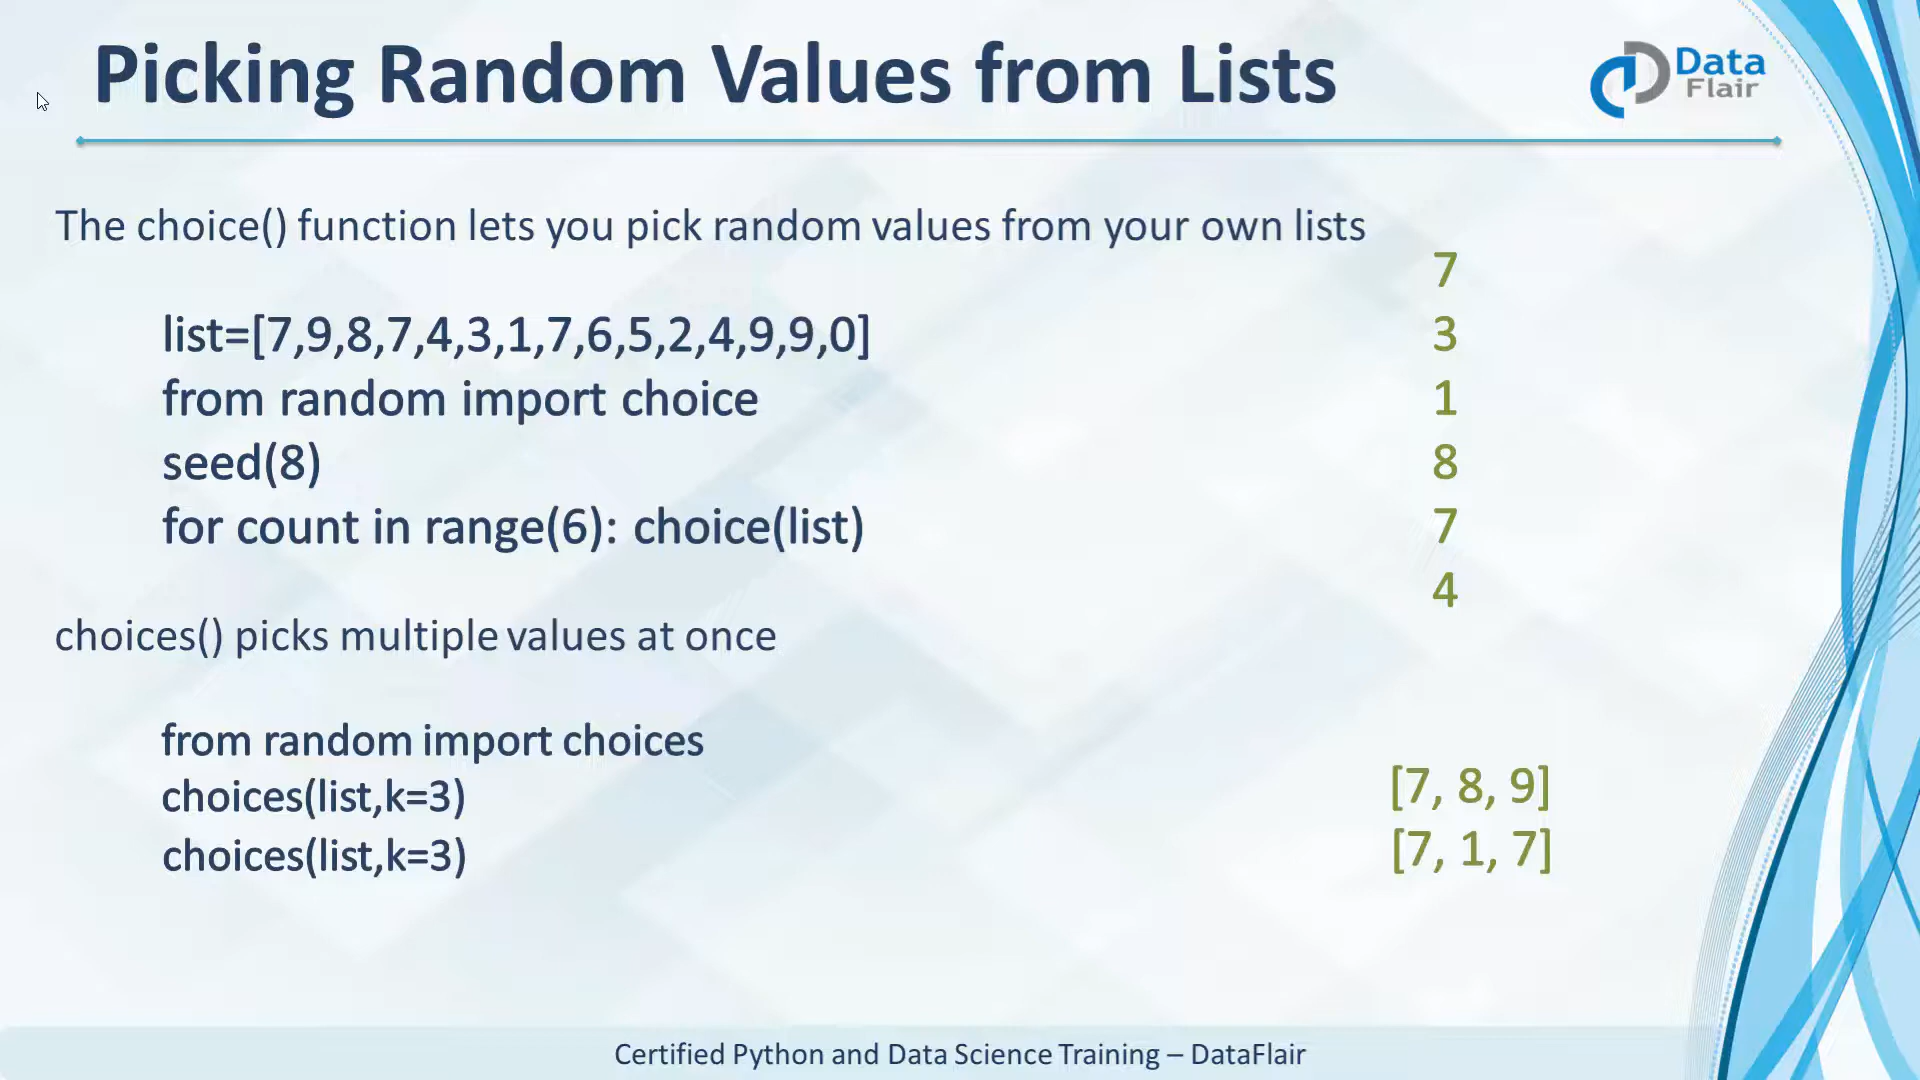 Picking Random Values from Lists
Data
Flair
The choice() function lets you pick random values from your own lists
7
list=[7,9,8,7,4,3,1,7,6,5,2,4,9,9,0]
3
from random import choice
1
seed(8)
8
for count in range(6): choice(list)
7
4
choices() picks multiple values at once
from random import choices
choices(list,k=3)
[7, 8, 9]
choices(list,k=3)
[7, 1, 7]
Certified Python and Data Science Training – DataFlair